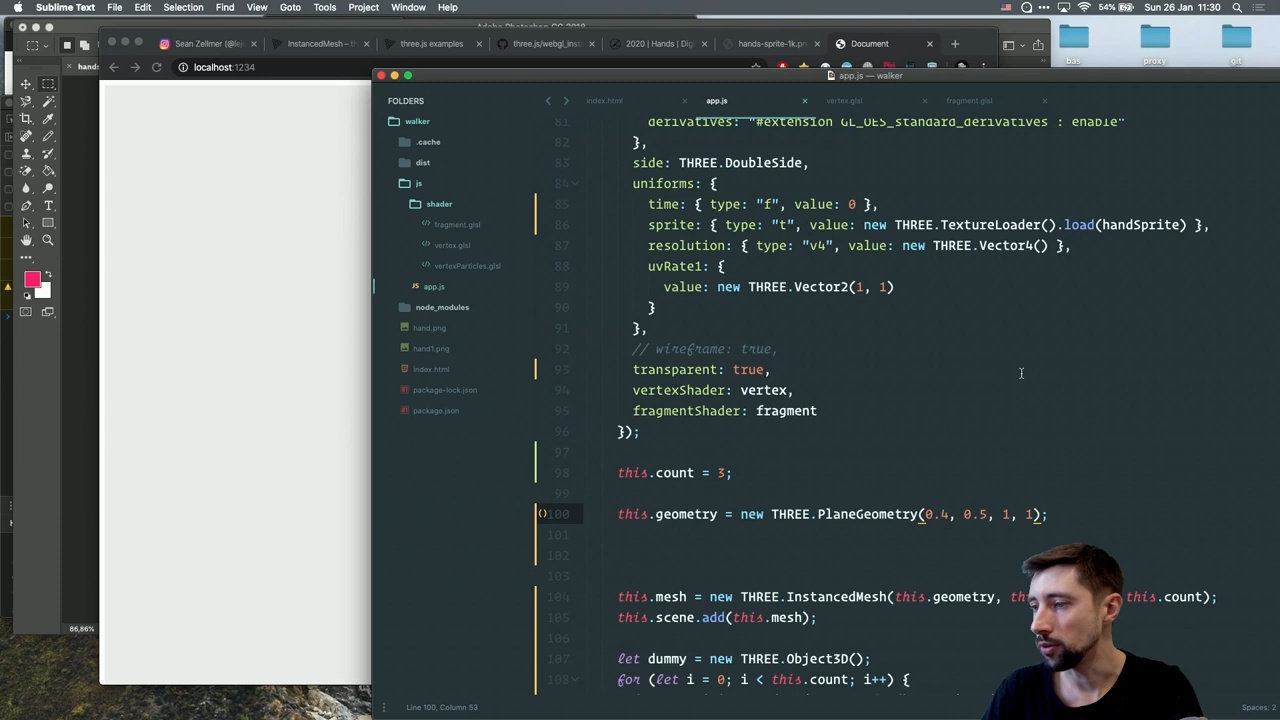 Sublime Text File Edit Selection Find View Goto Tools Project Window Help 54% Sun 26 Jan 11:30
Adobe Photoshop CC 2018
Sean Zellmer (@lej InstancedMesh – th three.js examples three.js/webgl_inst 2020 | Hands | Dig hands-sprite-1k.pn Document
bas proxy git
localhost:1234
app.js — walker
FOLDERS
index.html app.js vertex.glsl fragment.glsl
walker
.cache
dist
js
shader
fragment.glsl
vertex.glsl
vertexParticles.glsl
app.js
node_modules
hand.png
hand1.png
index.html
package-lock.json
package.json
81 derivatives: "#extension GL_OES_standard_derivatives : enable"
82 },
83 side: THREE.DoubleSide,
84 uniforms: {
85 time: { type: "f", value: 0 },
86 sprite: { type: "t", value: new THREE.TextureLoader().load(handSprite) },
87 resolution: { type: "v4", value: new THREE.Vector4() },
88 uvRate1: {
89 value: new THREE.Vector2(1, 1)
90 }
91 },
92 // wireframe: true,
93 transparent: true,
94 vertexShader: vertex,
95 fragmentShader: fragment
96 });
97
98 this.count = 3;
99
100 this.geometry = new THREE.PlaneGeometry(0.4, 0.5, 1, 1);
101
102
103
104 this.mesh = new THREE.InstancedMesh(this.geometry, this.count);
105 this.scene.add(this.mesh);
106
107 let dummy = new THREE.Object3D();
108 for (let i = 0; i < this.count; i++) {
86,86%
Line 100, Column 53 Spaces: 2